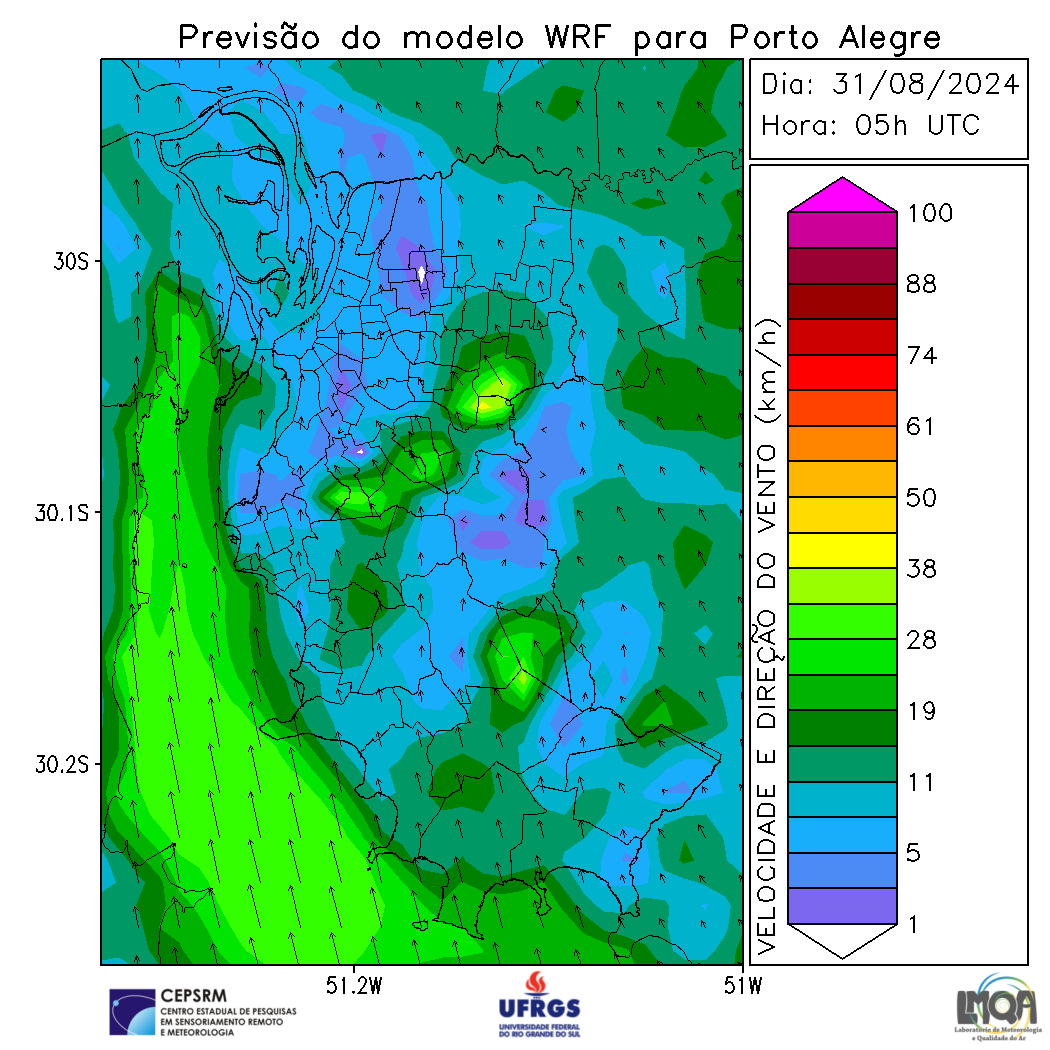 Previsão do modelo WRF para Porto Alegre
Dia: 31/08/2024
Hora: 05h UTC
30S
30.1S
30.2S
51.2W
51W
VELOCIDADE E DIREÇÃO DO VENTO (km/h)
100
88
74
61
50
38
28
19
11
5
1
CEPSRM
CENTRO ESTADUAL DE PESQUISAS
EM SENSORIAMENTO REMOTO
E METEOROLOGIA
UFRGS
UNIVERSIDADE FEDERAL
DO RIO GRANDE DO SUL
LMQA
Laboratório de Meteorologia
e Qualidade do Ar